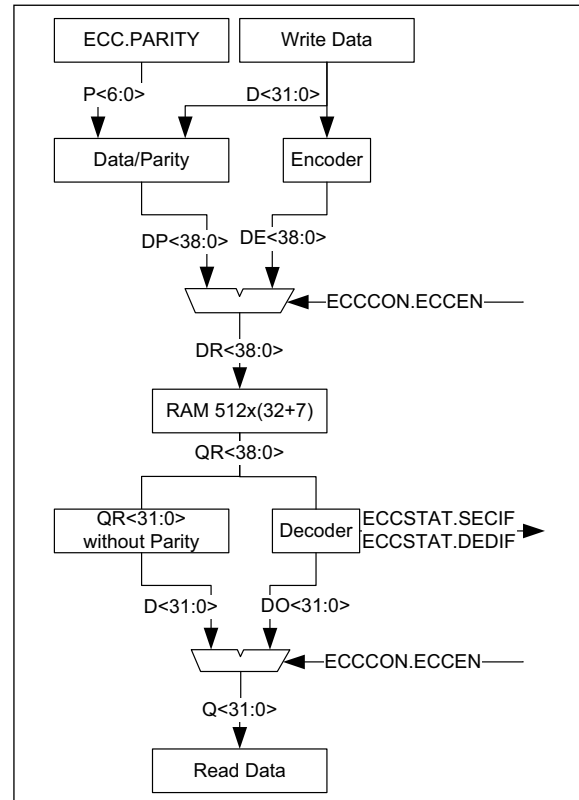 ECC.PARITY
Write Data
P<6:0>
D<31:0>
Data/Parity
Encoder
DP<38:0>
DE<38:0>
ECCCON.ECCEN
DR<38:0>
RAM 512x(32+7)
QR<38:0>
QR<31:0>
without Parity
Decoder
ECCSTAT.SECIF
ECCSTAT.DEDIF
D<31:0>
DO<31:0>
ECCCON.ECCEN
Q<31:0>
Read Data